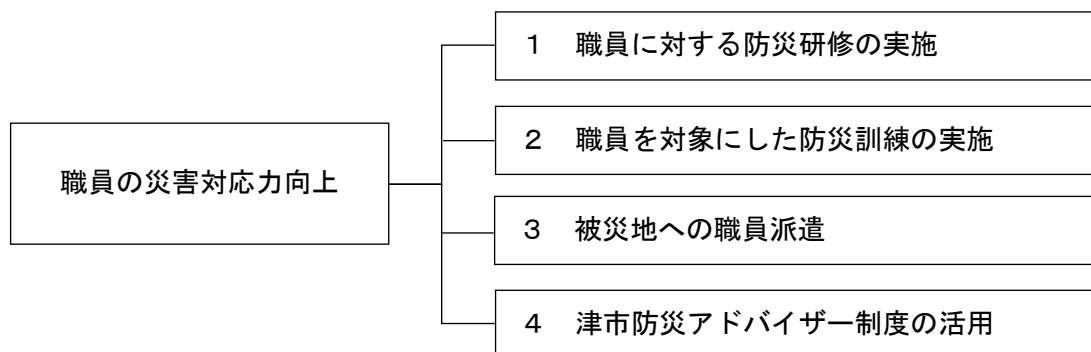 １　職員に対する防災研修の実施
２　職員を対象にした防災訓練の実施
職員の災害対応力向上
３　被災地への職員派遣
４　津市防災アドバイザー制度の活用